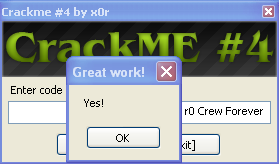 Crackme #4 by x0r
CrackME #4
Great work!
Enter code
Yes!
r0 Crew Forever
OK
xit]